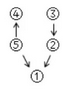 ④ ③
⑤ ②
①